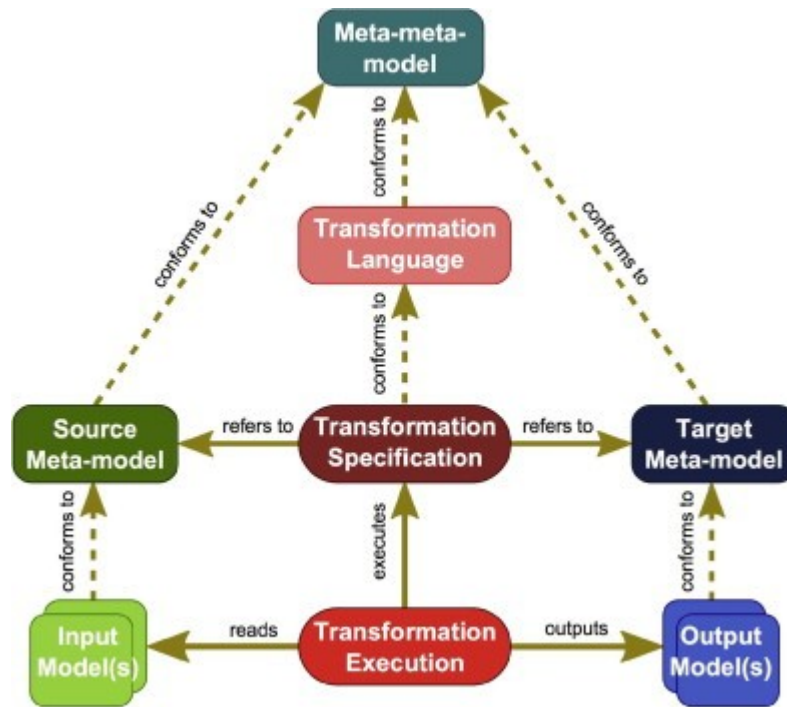 Meta-meta-
model
conforms to
conforms to
conforms to
Transformation
Language
conforms to
Source
Meta-model
refers to
Transformation
Specification
refers to
Target
Meta-model
conforms to
executes
conforms to
Input
Model(s)
reads
Transformation
Execution
outputs
Output
Model(s)